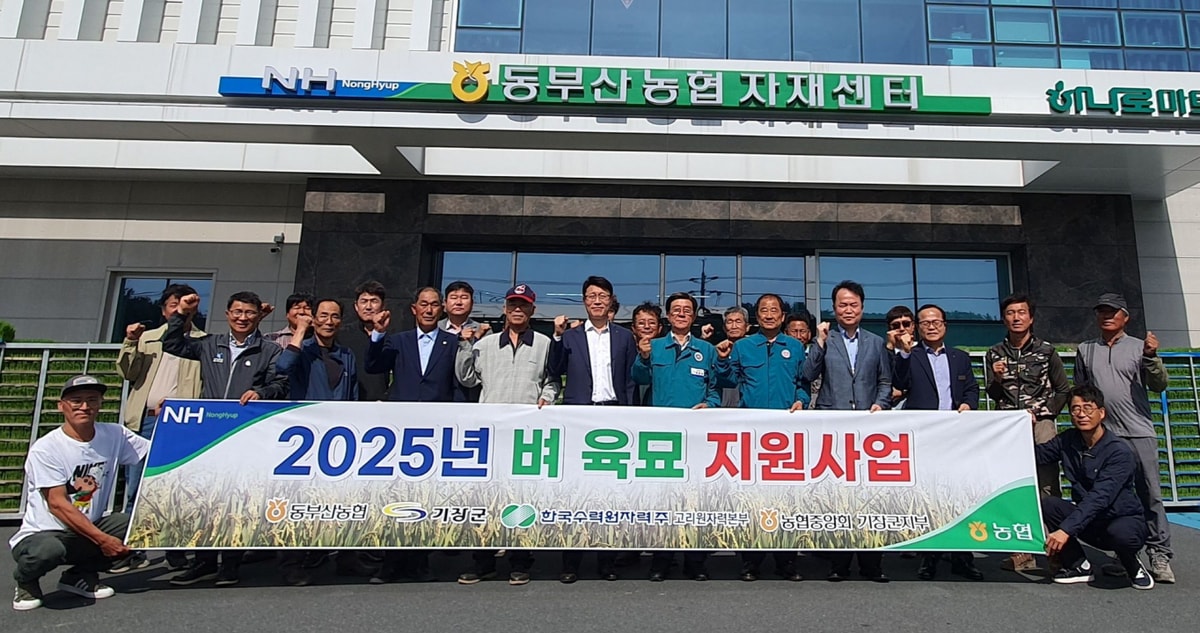 NH NongHyup 동부산농협 자재센터
하나로마트
NH NongHyup
2025년 벼 육묘 지원사업
동부산농협 기장군 한국수력원자력㈜ 고리원자력본부 농협중앙회 기장군지부
농협
NIKE